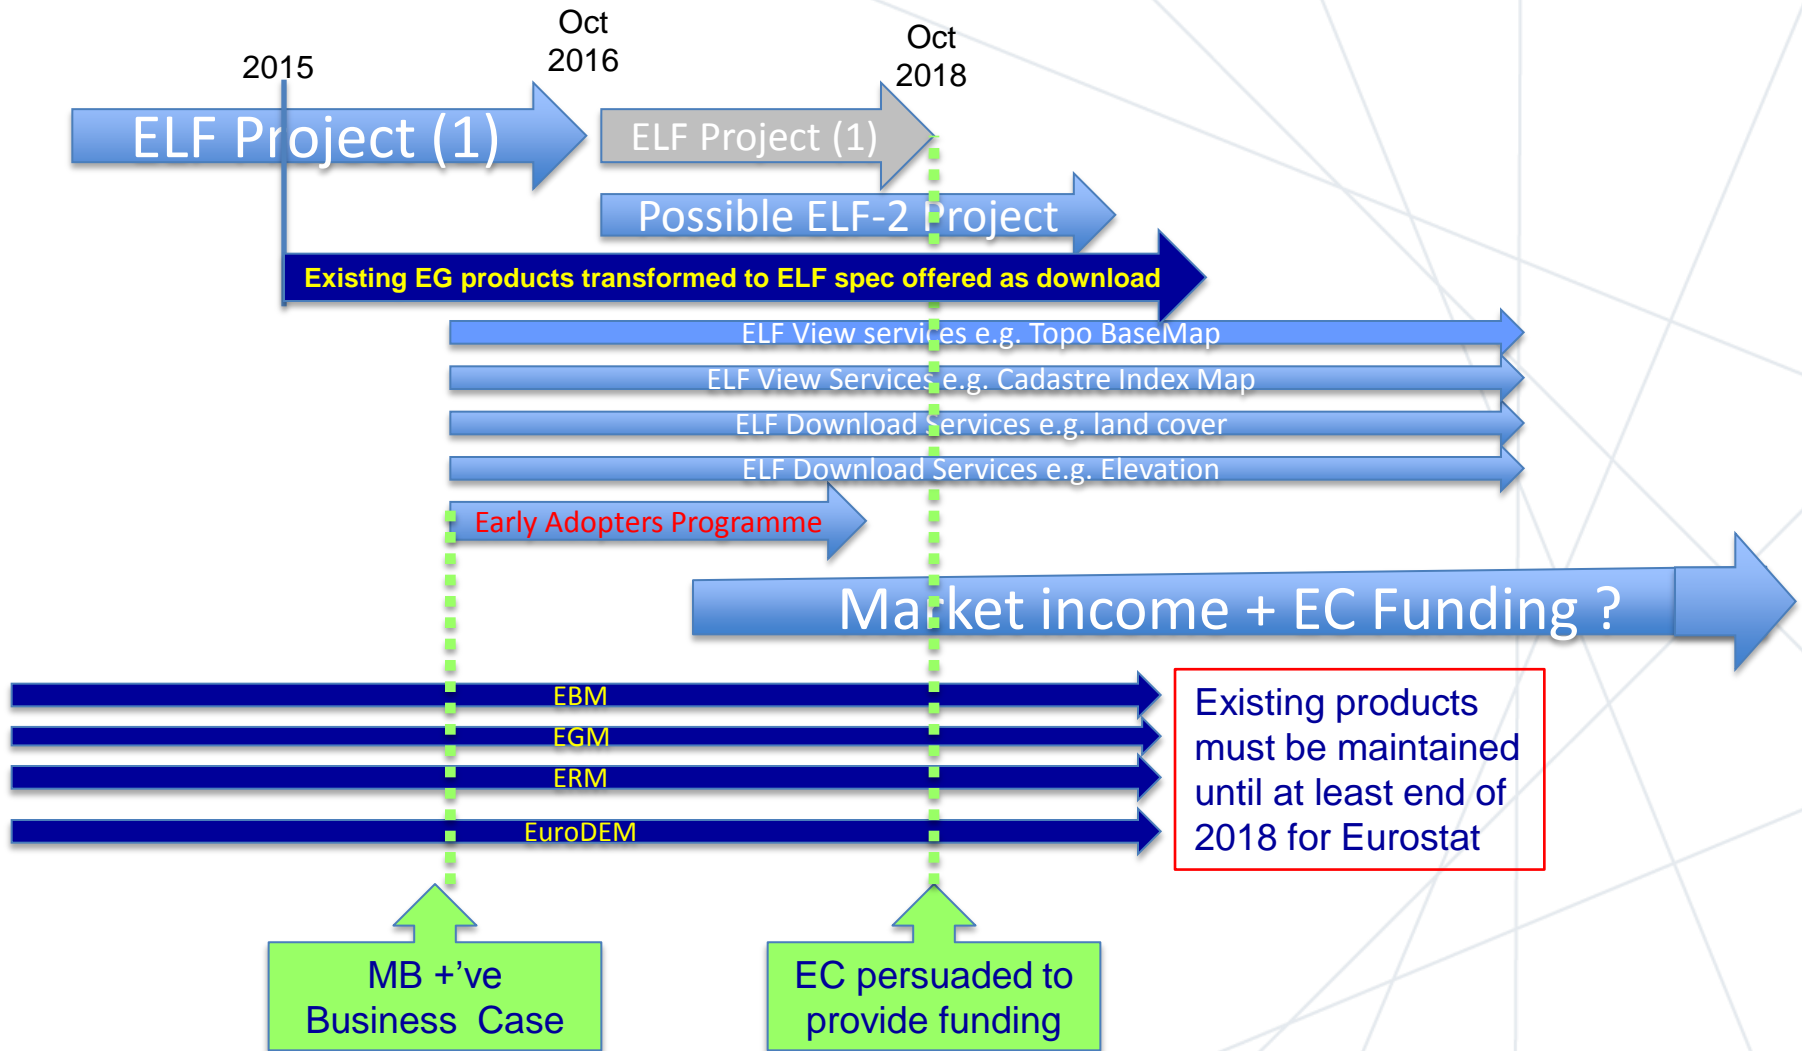 2015
Oct
2016
Oct
2018
ELF Project (1)
ELF Project (1)
Possible ELF-2 Project
Existing EG products transformed to ELF spec offered as download
ELF View services e.g. Topo BaseMap
ELF View Services e.g. Cadastre Index Map
ELF Download Services e.g. land cover
ELF Download Services e.g. Elevation
Early Adopters Programme
Market income + EC Funding ?
EBM
EGM
ERM
EuroDEM
Existing products
must be maintained
until at least end of
2018 for Eurostat
MB +’ve
Business Case
EC persuaded to
provide funding